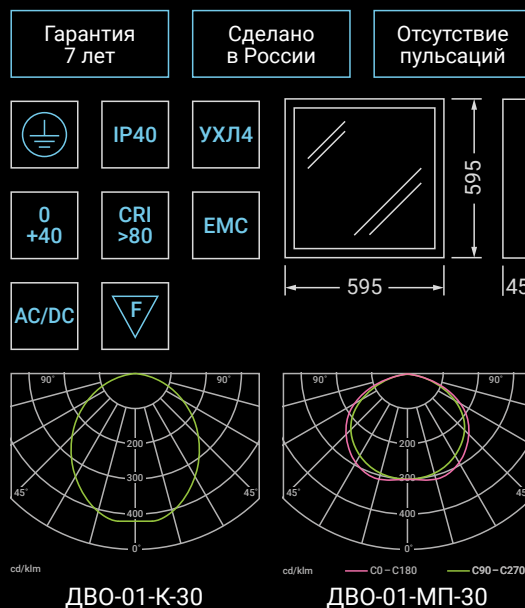 Гарантия
7 лет
Сделано
в России
Отсутствие
пульсаций
IP40
УХЛ4
0
+40
CRI
>80
EMC
AC/DC
F
595
595
45
90°
90°
200
300
400
45°
45°
0°
cd/klm
ДВО-01-К-30
90°
90°
200
300
400
45°
45°
0°
cd/klm
C0–C180
C90–C270
ДВО-01-МП-30